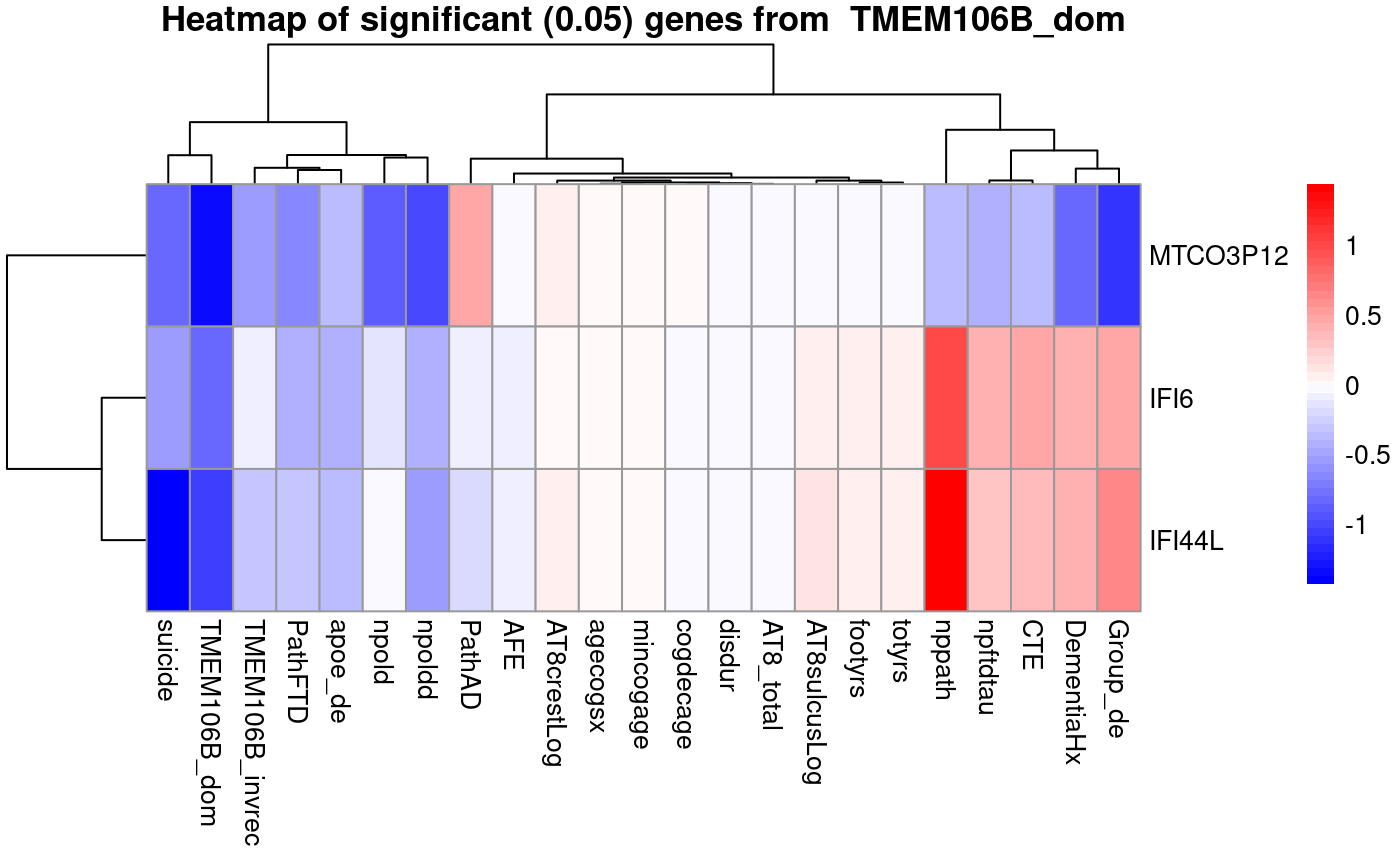 Heatmap of significant (0.05) genes from  TMEM106B_dom
MTCO3P12
IFI6
IFI44L
1
0.5
0
-0.5
-1
suicide
TMEM106B_dom
TMEM106B_invrec
PathFTD
apoe_de
npold
npoldd
PathAD
AFE
AT8crestLog
agecogsx
mincogage
cogdecage
disdur
AT8_total
AT8sulcusLog
footyrs
totyrs
nppath
npftdtau
CTE
DementiaHx
Group_de